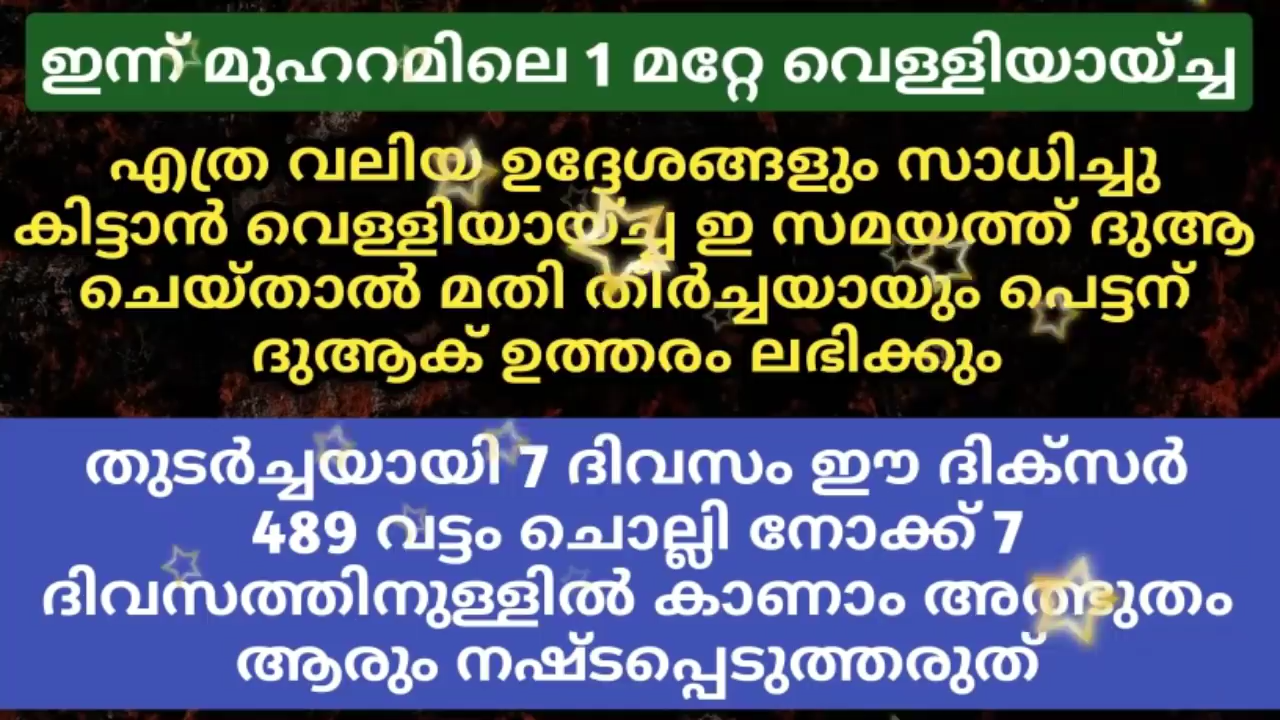 ഇന്ന് മുഹറമിലെ 1 മറ്റേ വെള്ളിയായ്ച്ച
എത്ര വലിയ ഉദ്ദേശങ്ങളും സാധിച്ചു
കിട്ടാൻ വെള്ളിയായ്ച്ച ഇ സമയത്ത് ദുആ
ചെയ്താൽ മതി തീർച്ചയായും പെട്ടന്
ദുആക് ഉത്തരം ലഭിക്കും
തുടർച്ചയായി 7 ദിവസം ഈ ദിക്സർ
489 വട്ടം ചൊല്ലി നോക്ക് 7
ദിവസത്തിനുള്ളിൽ കാണാം അത്ഭുതം
ആരും നഷ്ടപ്പെടുത്തരുത്